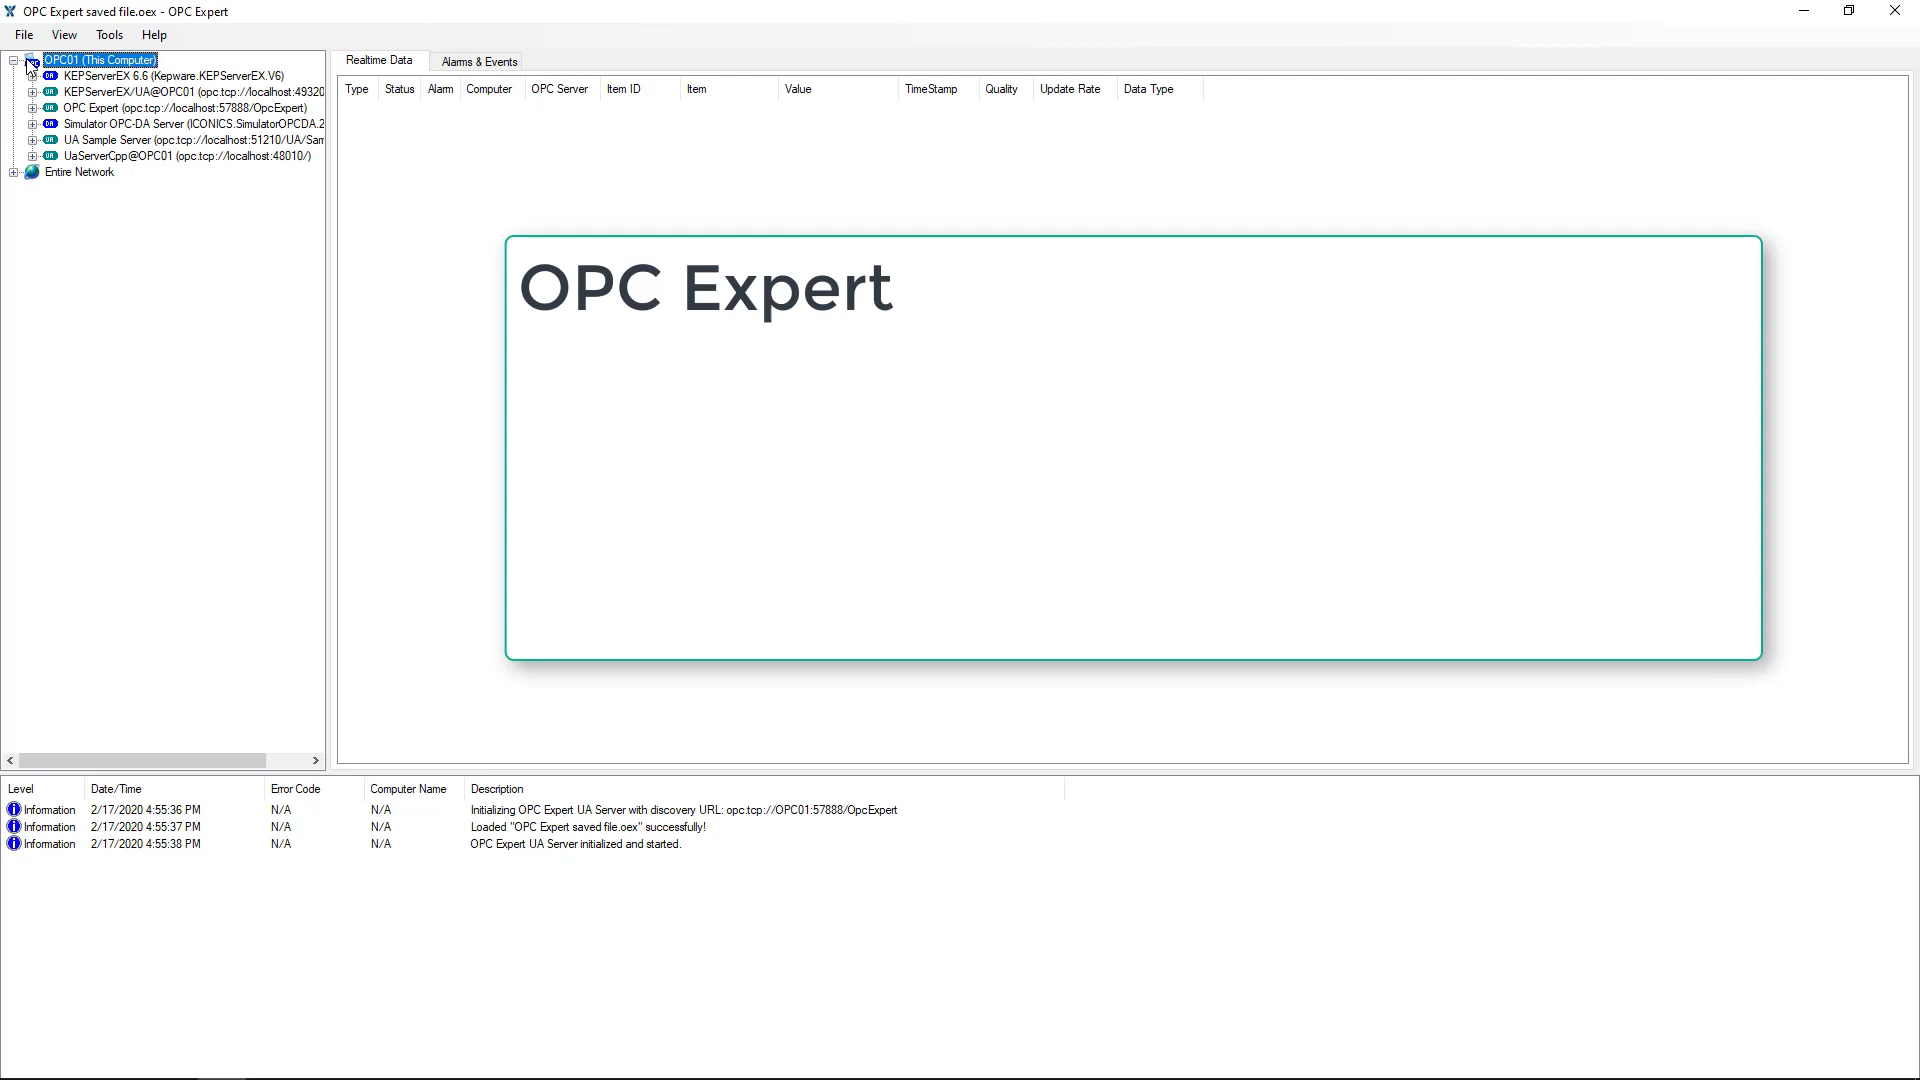 OPC Expert saved file.oex - OPC Expert
File View Tools Help
OPC01 (This Computer)
KEPServerEX 6.6 (Kepware.KEPServerEX.V6)
KEPServerEX/UA@OPC01 (opc.tcp://localhost:49320
OPC Expert (opc.tcp://localhost:57888/OpcExpert)
Simulator OPC-DA Server (ICONICS.SimulatorOPCDA.2
UA Sample Server (opc.tcp://localhost:51210/UA/Sam
UaServerCpp@OPC01 (opc.tcp://localhost:48010/)
Entire Network
Realtime Data Alarms & Events
Type Status Alarm Computer OPC Server Item ID Item Value TimeStamp Quality Update Rate Data Type
OPC Expert
Level Date/Time Error Code Computer Name Description
Information 2/17/2020 4:55:36 PM N/A N/A Initializing OPC Expert UA Server with discovery URL: opc.tcp://OPC01:57888/OpcExpert
Information 2/17/2020 4:55:37 PM N/A N/A Loaded "OPC Expert saved file.oex" successfully!
Information 2/17/2020 4:55:38 PM N/A N/A OPC Expert UA Server initialized and started.